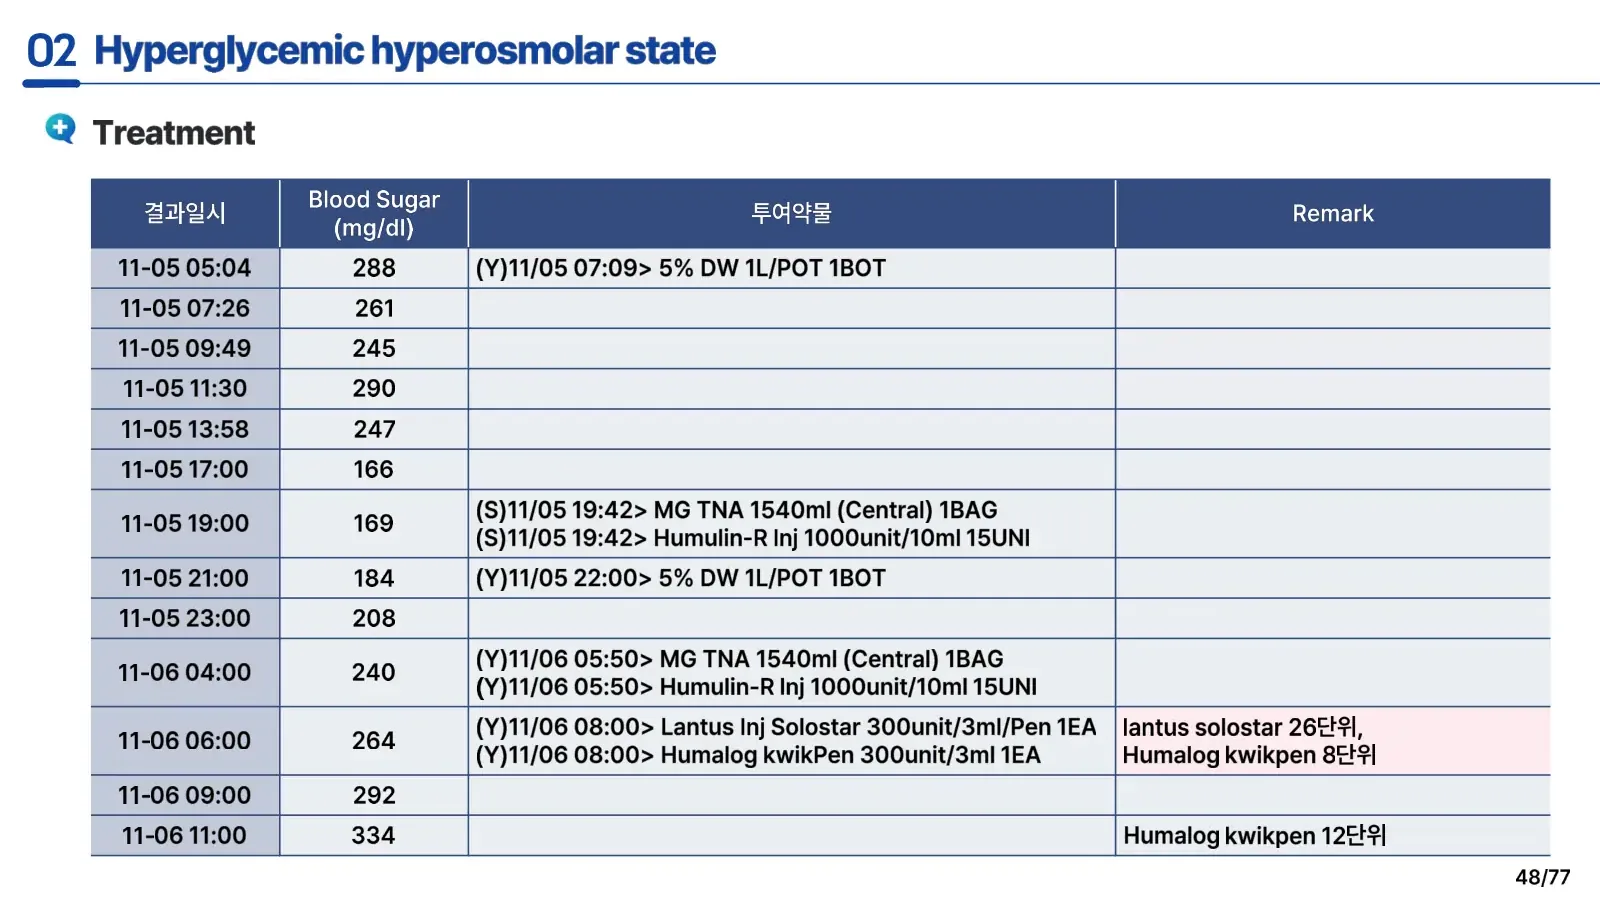 02 Hyperglycemic hyperosmolar state
Treatment
결과일시
Blood Sugar
(mg/dl)
투여약물
Remark
11-05 05:04 288 (Y)11/05 07:09> 5% DW 1L/POT 1BOT
11-05 07:26 261
11-05 09:49 245
11-05 11:30 290
11-05 13:58 247
11-05 17:00 166
11-05 19:00 169
(S)11/05 19:42> MG TNA 1540ml (Central) 1BAG
(S)11/05 19:42> Humulin-R Inj 1000unit/10ml 15UNI
11-05 21:00 184 (Y)11/05 22:00> 5% DW 1L/POT 1BOT
11-05 23:00 208
11-06 04:00 240
(Y)11/06 05:50> MG TNA 1540ml (Central) 1BAG
(Y)11/06 05:50> Humulin-R Inj 1000unit/10ml 15UNI
11-06 06:00 264
(Y)11/06 08:00> Lantus Inj Solostar 300unit/3ml/Pen 1EA
(Y)11/06 08:00> Humalog kwikPen 300unit/3ml 1EA
lantus solostar 26단위,
Humalog kwikpen 8단위
11-06 09:00 292
11-06 11:00 334 Humalog kwikpen 12단위
48/77